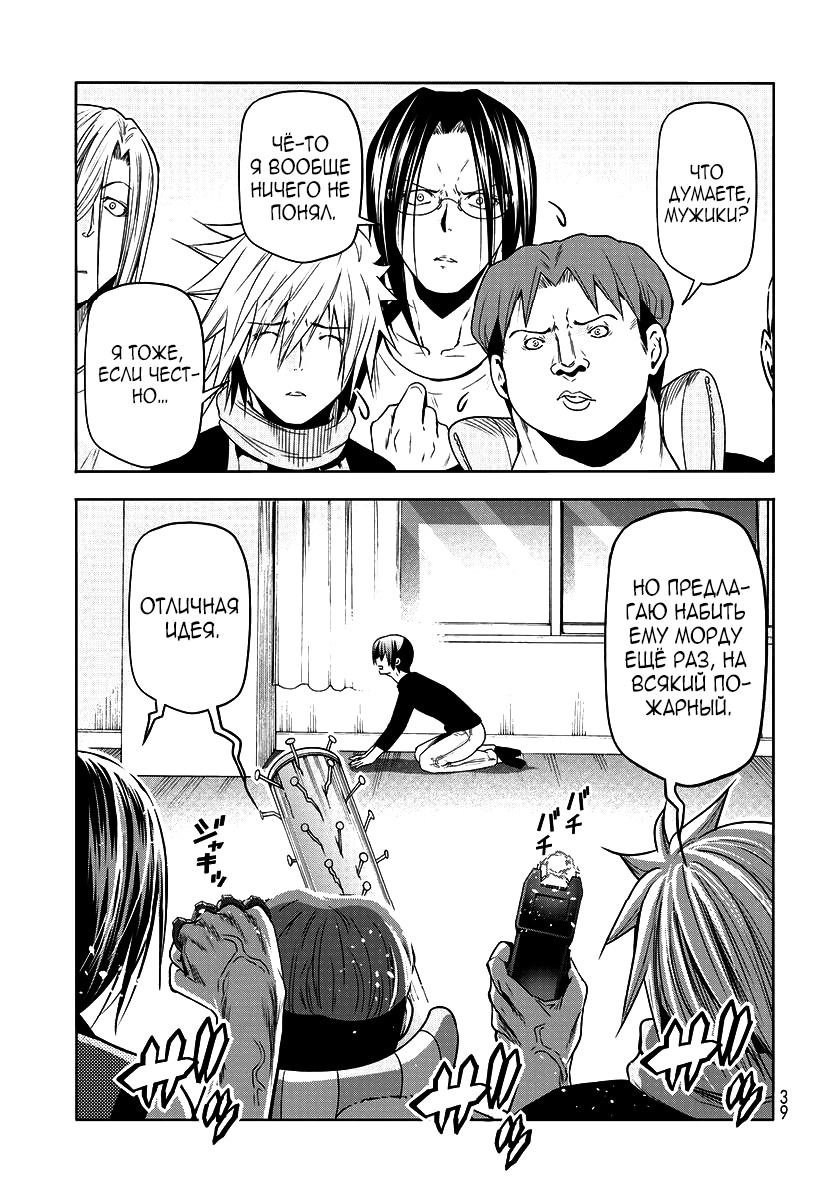 ЧТО
ДУМАЕТЕ,
МУЖИКИ?
ЧЁ-ТО
Я ВООБЩЕ
НИЧЕГО НЕ
ПОНЯЛ.
Я ТОЖЕ,
ЕСЛИ ЧЕСТ-
НО...
НО ПРЕДЛА-
ГАЮ НАБИТЬ
ЕМУ МОРДУ
ЕЩЁ РАЗ, НА
ВСЯКИЙ ПО-
ЖАРНЫЙ.
ОТЛИЧНАЯ
ИДЕЯ.
バチ
バチ
ジャキッ
39